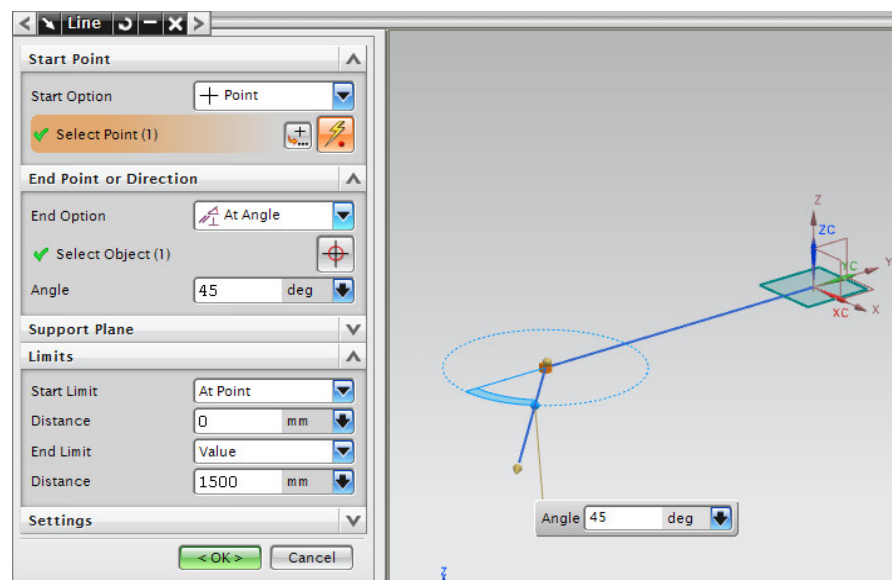 Line
Start Point
Start Option
Point
Select Point (1)
End Point or Direction
End Option
At Angle
Select Object (1)
Angle
45
deg
Support Plane
Limits
Start Limit
At Point
Distance
0
mm
End Limit
Value
Distance
1500
mm
Settings
< OK >
Cancel
Z
ZC
YC
Y
X
XC
Angle
45
deg
Z